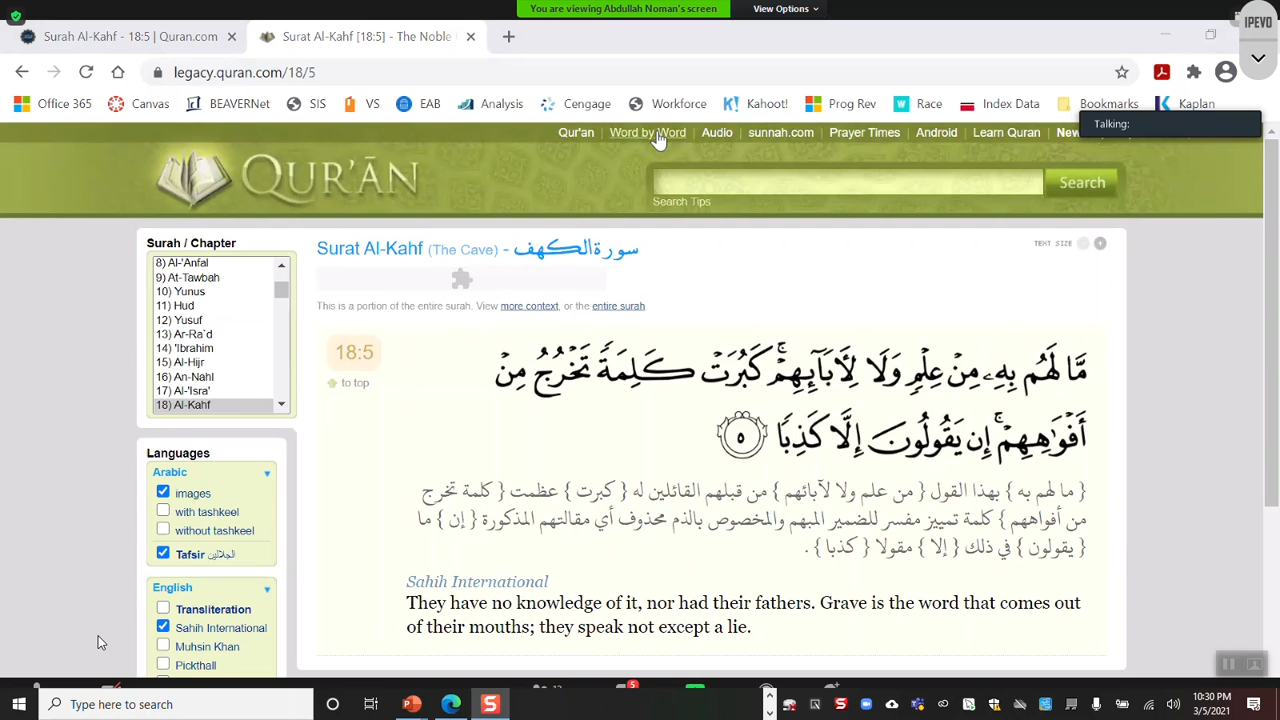 You are viewing Abdullah Noman's screen
View Options
IPEVO
Surah Al-Kahf - 18:5 | Quran.com
Surat Al-Kahf [18:5] - The Noble
legacy.quran.com/18/5
Office 365 Canvas BEAVERNet SIS VS EAB Analysis Cengage Workforce Kahoot! Prog Rev Race Index Data Bookmarks Kaplan
Talking:
Qur'an | Word by Word | Audio | sunnah.com | Prayer Times | Android | Learn Quran | New
QUR'ĀN
Search
Search Tips
Surah / Chapter
8) Al-'Anfal
9) At-Tawbah
10) Yunus
11) Hud
12) Yusuf
13) Ar-Ra`d
14) 'Ibrahim
15) Al-Hijr
16) An-Nahl
17) Al-'Isra'
18) Al-Kahf
Languages
Arabic
images
with tashkeel
without tashkeel
Tafsir الجلالين
English
Transliteration
Sahih International
Muhsin Khan
Pickthall
Surat Al-Kahf (The Cave) - سورة الكهف
TEXT SIZE
This is a portion of the entire surah. View more context, or the entire surah
18:5
to top
مَّا لَهُم بِهِۦ مِنْ عِلْمٍ وَلَا لِـَٔابَآئِهِمْ ۚ كَبُرَتْ كَلِمَةً تَخْرُجُ مِنْ
أَفْوَٰهِهِمْ ۚ إِن يَقُولُونَ إِلَّا كَذِبًا ٥
{ ما لهم به } بهذا القول { من علم ولا لآبائهم } من قبلهم القائلين له { كبرت } عظمت { كلمة تخرج
من أفواههم } كلمة تمييز مفسر للضمير المبهم والمخصوص بالذم محذوف أي مقالتهم المذكورة { إن } ما
{ يقولون } في ذلك { إلا } مقولا { كذبا } .
Sahih International
They have no knowledge of it, nor had their fathers. Grave is the word that comes out
of their mouths; they speak not except a lie.
Type here to search
5
10:30 PM
3/5/2021